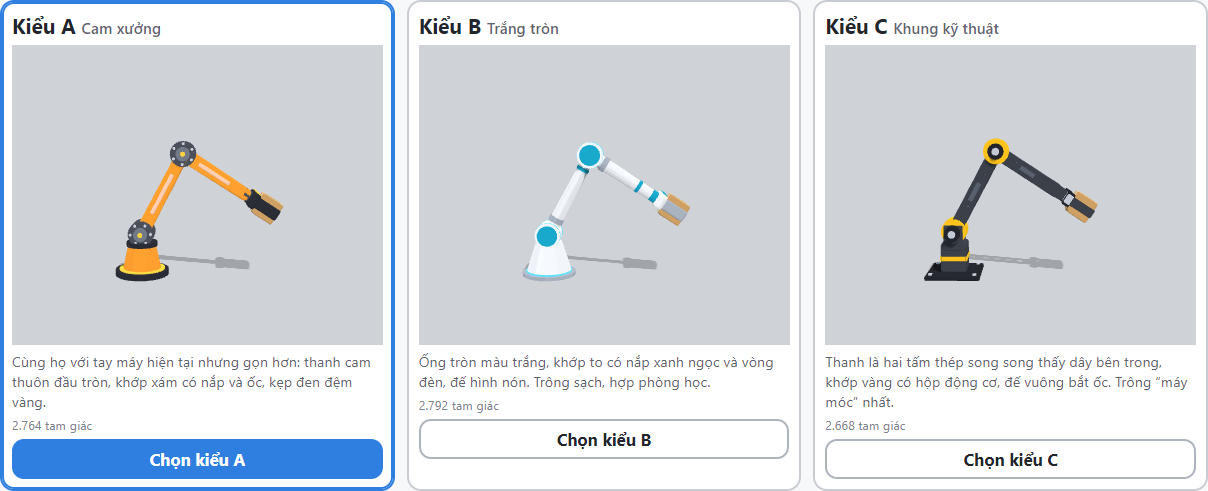 Kiểu A Cam xưởng
Cùng họ với tay máy hiện tại nhưng gọn hơn: thanh cam
thuôn đầu tròn, khớp xám có nắp và ốc, kẹp đen đệm
vàng.
2.764 tam giác
Chọn kiểu A
Kiểu B Trắng tròn
Ống tròn màu trắng, khớp to có nắp xanh ngọc và vòng
đèn, đế hình nón. Trông sạch, hợp phòng học.
2.792 tam giác
Chọn kiểu B
Kiểu C Khung kỹ thuật
Thanh là hai tấm thép song song thấy dây bên trong,
khớp vàng có hộp động cơ, đế vuông bắt ốc. Trông “máy
móc” nhất.
2.668 tam giác
Chọn kiểu C